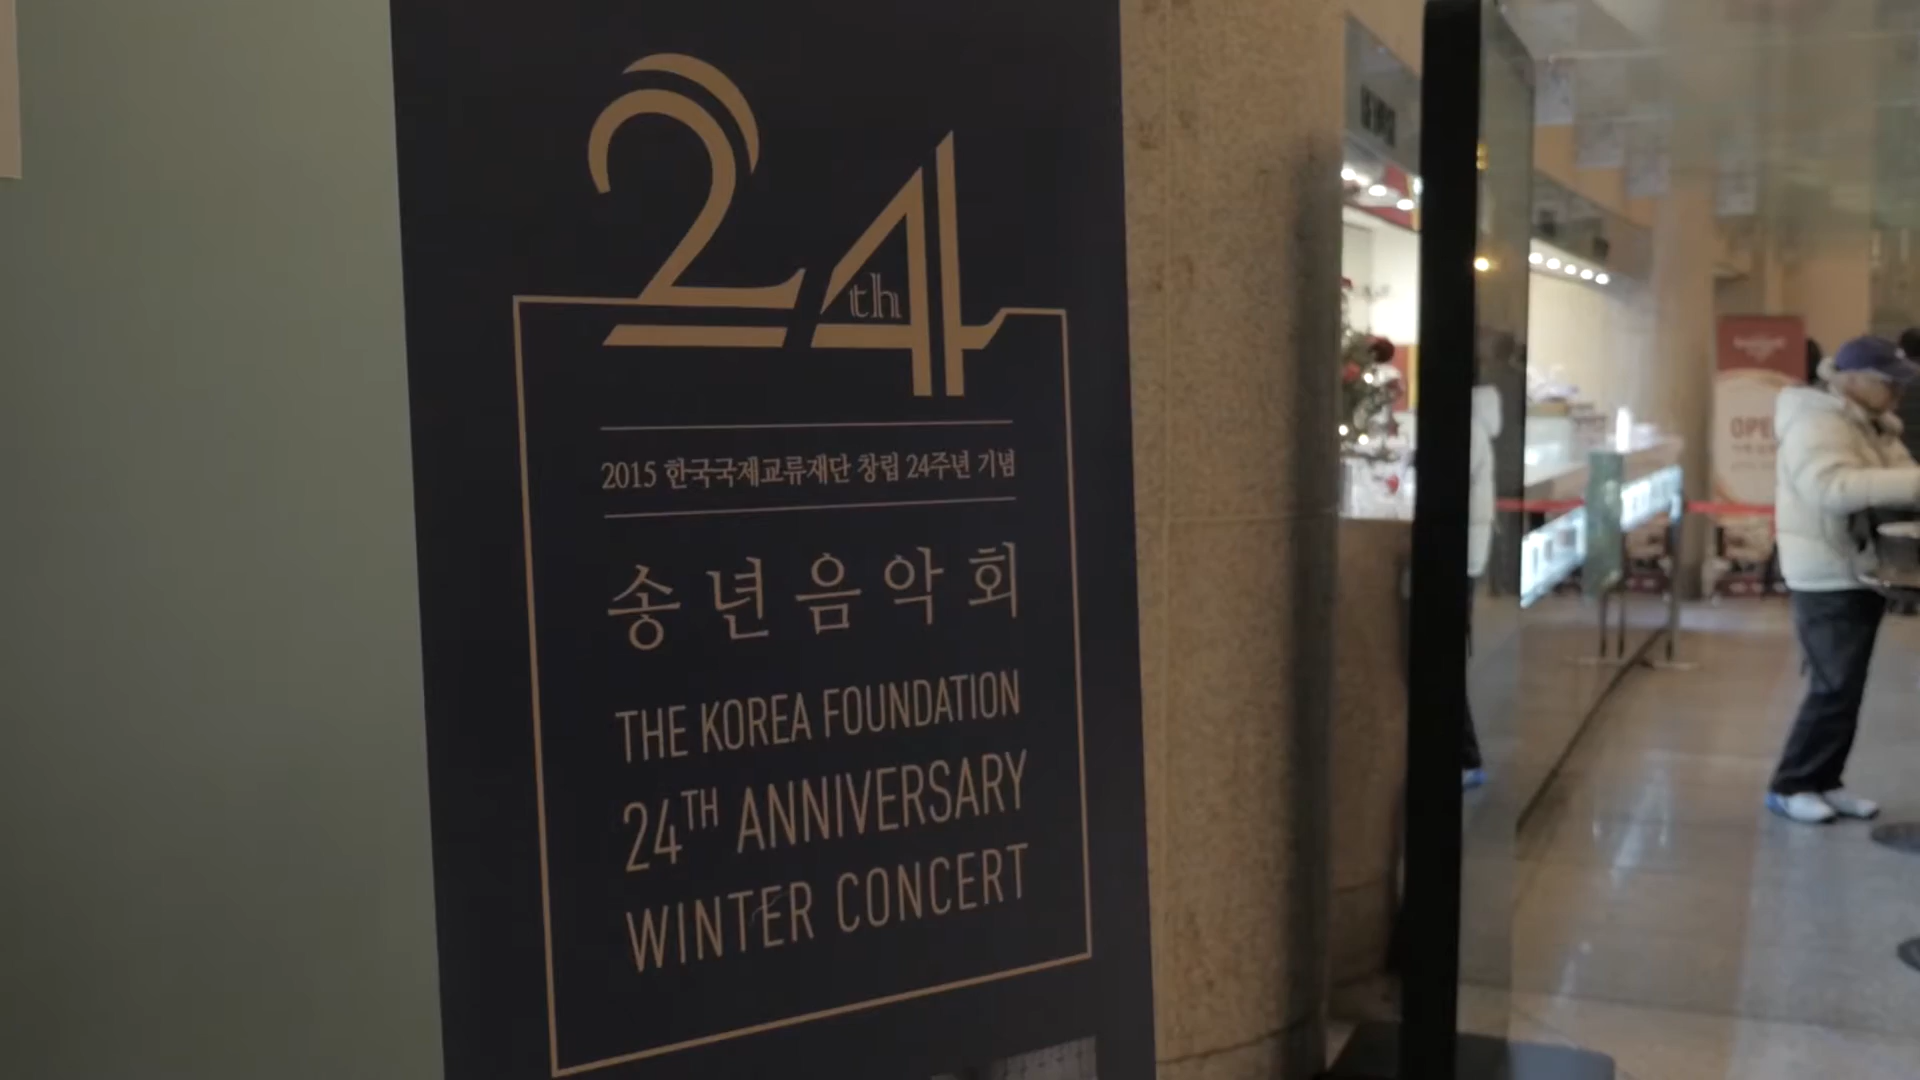 24th
2015 한국국제교류재단 창립 24주년 기념
송년음악회
THE KOREA FOUNDATION
24TH ANNIVERSARY
WINTER CONCERT